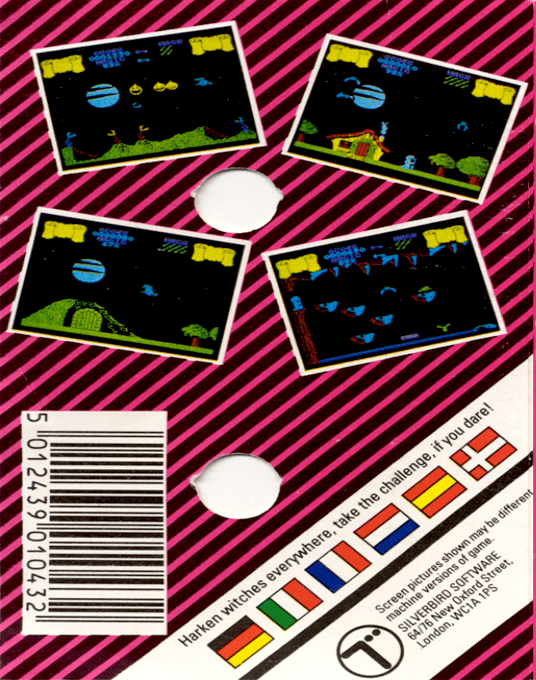 5 012439 010432
Harken witches everywhere, take the challenge, if you dare!
Screen pictures shown may be different
machine versions of game.
SILVERBIRD SOFTWARE
64/76 New Oxford Street,
London, WC1A 1PS